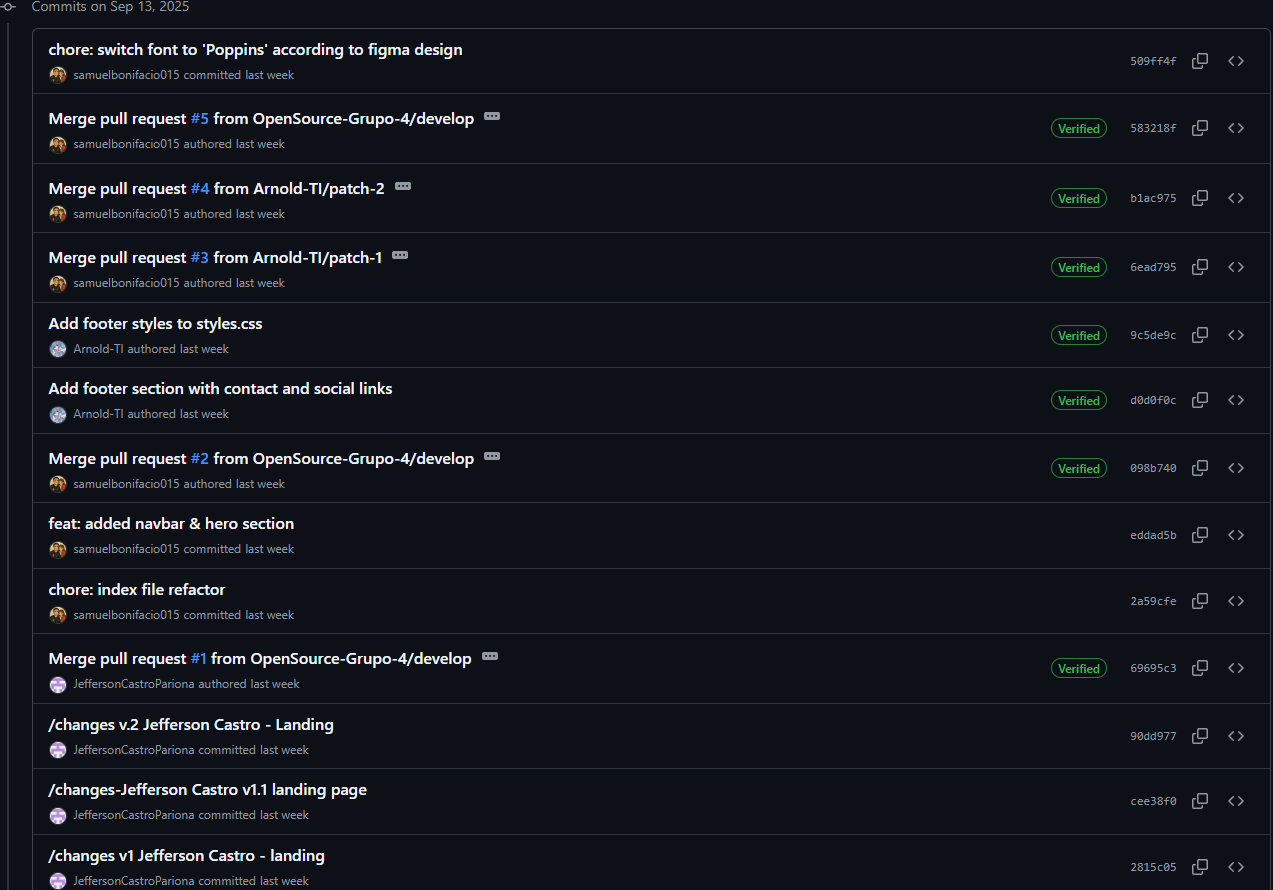 Commits on Sep 13, 2025
chore: switch font to 'Poppins' according to figma design
samuelbonifacio015 committed last week
509ff4f
Merge pull request #5 from OpenSource-Grupo-4/develop
samuelbonifacio015 authored last week
Verified
583218f
Merge pull request #4 from Arnold-TI/patch-2
samuelbonifacio015 authored last week
Verified
b1ac975
Merge pull request #3 from Arnold-TI/patch-1
samuelbonifacio015 authored last week
Verified
6ead795
Add footer styles to styles.css
Arnold-TI authored last week
Verified
9c5de9c
Add footer section with contact and social links
Arnold-TI authored last week
Verified
d0d0f0c
Merge pull request #2 from OpenSource-Grupo-4/develop
samuelbonifacio015 authored last week
Verified
098b740
feat: added navbar & hero section
samuelbonifacio015 committed last week
eddad5b
chore: index file refactor
samuelbonifacio015 committed last week
2a59cfe
Merge pull request #1 from OpenSource-Grupo-4/develop
JeffersonCastroPariona authored last week
Verified
69695c3
/changes v.2 Jefferson Castro - Landing
JeffersonCastroPariona committed last week
90dd977
/changes-Jefferson Castro v1.1 landing page
JeffersonCastroPariona committed last week
cee38f0
/changes v1 Jefferson Castro - landing
JeffersonCastroPariona committed last week
2815c05